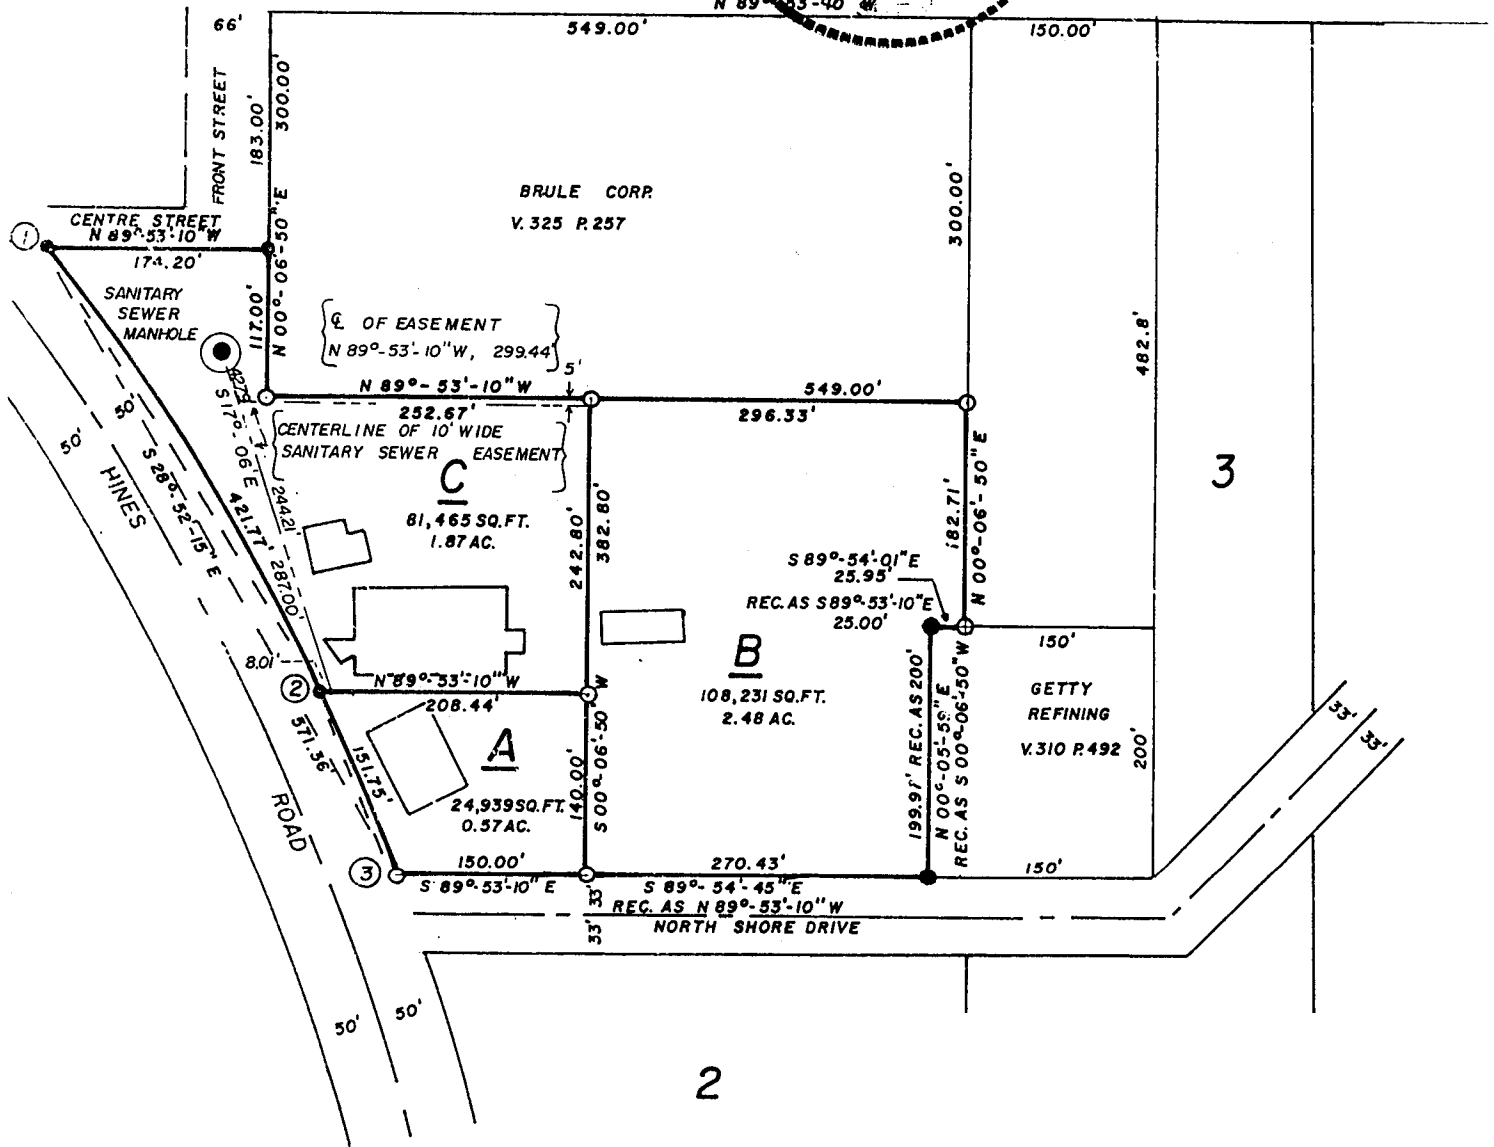 66'
549.00'
150.00'
FRONT STREET
183.00'
300.00'
N 00°-06'-50" E
117.00'
BRULE CORP.
V. 325 P. 257
300.00'
482.8'
CENTRE STREET
N 89°-53'-10" W
1
SANITARY
SEWER
MANHOLE
℄ OF EASEMENT
N 89°-53'-10" W, 299.44'
5'
N 89°-53'-10" W
252.67'
549.00'
296.33'
CENTERLINE OF 10' WIDE
SANITARY SEWER EASEMENT
S 17°-06' E
244.21'
287.00'
50'
50'
HINES
S 28°-52'-15" E
421.77'
C
81,465 SQ. FT.
1.87 AC.
242.80'
382.80'
182.71'
N 00°-06'-50" E
3
S 89°-54'-01" E
25.95'
REC. AS S 89°-53'-10" E
25.00'
150'
8.01'
2
N 89°-53'-10" W
208.44'
B
108,231 SQ. FT.
2.48 AC.
GETTY
REFINING
V. 310 P. 492
200'
33'
33'
571.36'
151.75'
A
24,939 SQ. FT.
0.57 AC.
140.00'
S 00°-06'-50" W
REC. AS 200'
N 00°-05'-59" E
REC. AS S 00°-06'-50" W
ROAD
3
150.00'
S 89°-53'-10" E
270.43'
S 89°-54'-45" E
150'
REC. AS N 89°-53'-10" W
33'
33'
NORTH SHORE DRIVE
50'
50'
2